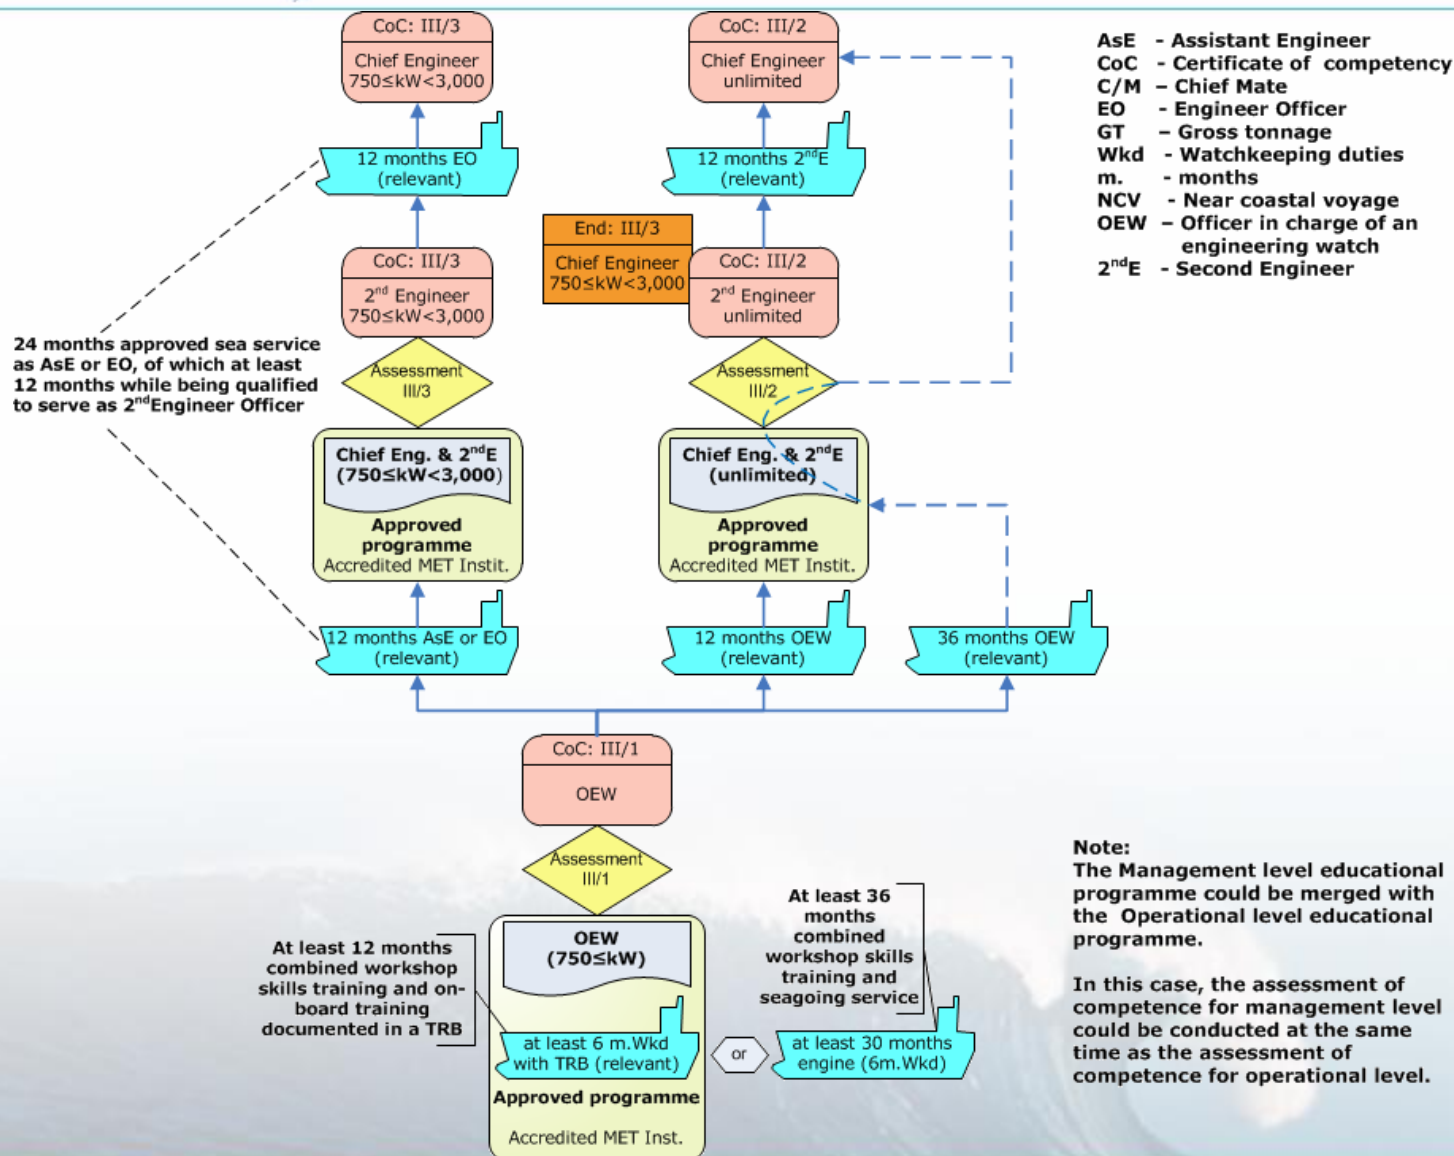 CoC: III/3
Chief Engineer
750≤kW<3,000
CoC: III/2
Chief Engineer
unlimited
AsE - Assistant Engineer
CoC - Certificate of competency
C/M – Chief Mate
EO - Engineer Officer
GT – Gross tonnage
Wkd - Watchkeeping duties
m. - months
NCV - Near coastal voyage
OEW – Officer in charge of an
engineering watch
2ndE - Second Engineer
12 months EO
(relevant)
12 months 2ndE
(relevant)
End: III/3
Chief Engineer
750≤kW<3,000
CoC: III/3
2nd Engineer
750≤kW<3,000
CoC: III/2
2nd Engineer
unlimited
24 months approved sea service
as AsE or EO, of which at least
12 months while being qualified
to serve as 2ndEngineer Officer
Assessment
III/3
Assessment
III/2
Chief Eng. & 2ndE
(750≤kW<3,000)
Approved
programme
Accredited MET Instit.
Chief Eng. & 2ndE
(unlimited)
Approved
programme
Accredited MET Instit.
12 months AsE or EO
(relevant)
12 months OEW
(relevant)
36 months OEW
(relevant)
CoC: III/1
OEW
Assessment
III/1
At least 12 months
combined workshop
skills training and on-
board training
documented in a TRB
OEW
(750≤kW)
at least 6 m.Wkd
with TRB (relevant)
Approved programme
Accredited MET Inst.
or
At least 36
months
combined
workshop skills
training and
seagoing service
at least 30 months
engine (6m.Wkd)
Note:
The Management level educational
programme could be merged with
the Operational level educational
programme.
In this case, the assessment of
competence for management level
could be conducted at the same
time as the assessment of
competence for operational level.